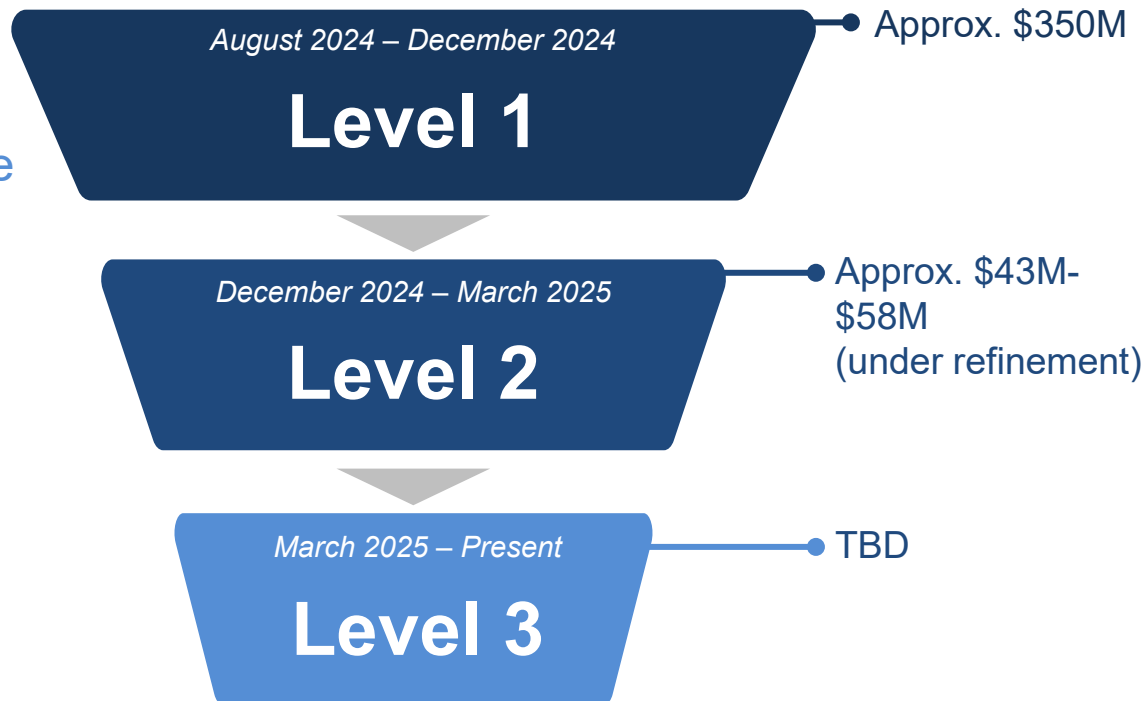 August 2024 – December 2024
Level 1
Approx. $350M
December 2024 – March 2025
Level 2
Approx. $43M-
$58M
(under refinement)
March 2025 – Present
Level 3
TBD